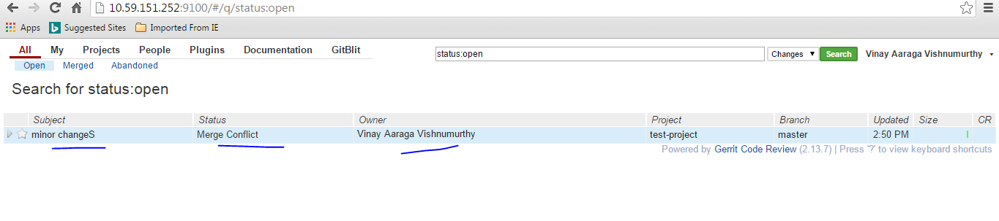 10.59.151.252:9100/#/q/status:open
Apps Suggested Sites Imported From IE
All My Projects People Plugins Documentation GitBlit
status:open Changes Search Vinay Aaraga Vishnumurthy
Open Merged Abandoned
Search for status:open
Subject Status Owner Project Branch Updated Size CR
minor changeS Merge Conflict Vinay Aaraga Vishnumurthy test-project master 2:50 PM
Powered by Gerrit Code Review (2.13.7) | Press '?' to view keyboard shortcuts